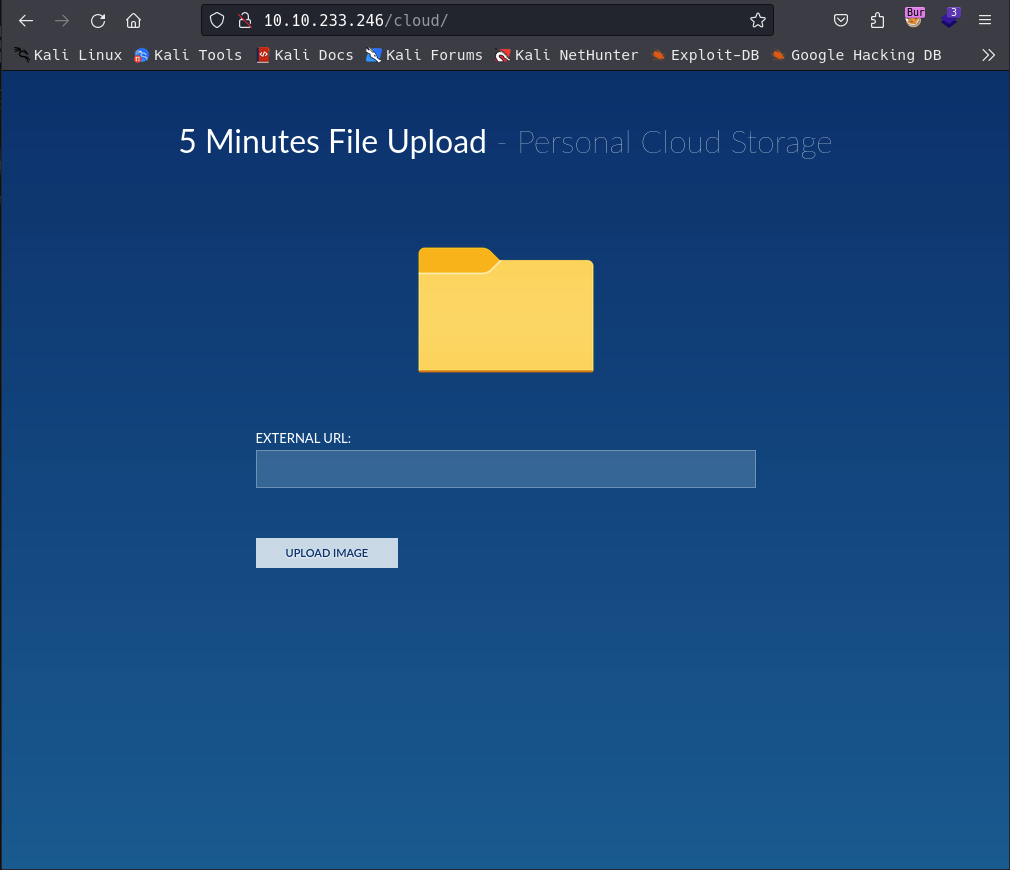 10.10.233.246/cloud/
Bur
3
Kali Linux Kali Tools Kali Docs Kali Forums Kali NetHunter Exploit-DB Google Hacking DB
5 Minutes File Upload - Personal Cloud Storage
EXTERNAL URL:
UPLOAD IMAGE